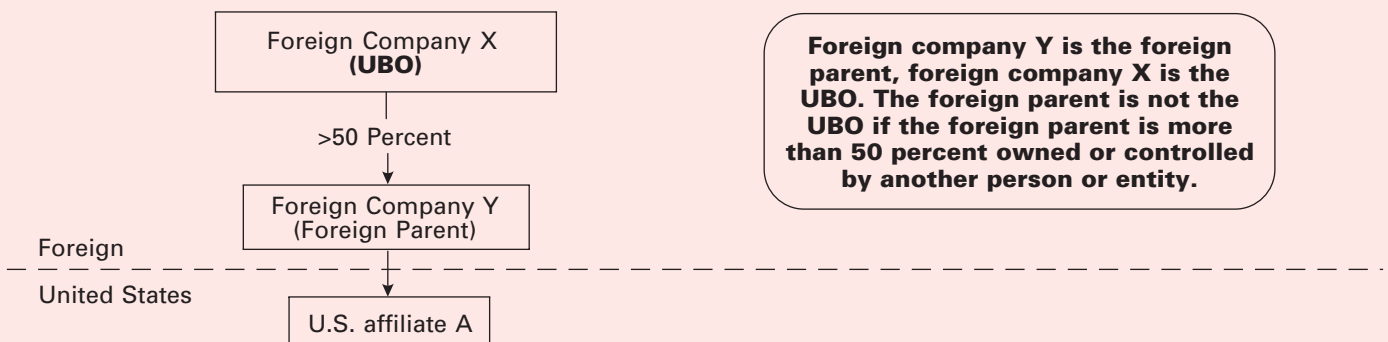 Foreign Company X
(UBO)
>50 Percent
Foreign Company Y
(Foreign Parent)
Foreign
United States
U.S. affiliate A
Foreign company Y is the foreign
parent, foreign company X is the
UBO. The foreign parent is not the
UBO if the foreign parent is more
than 50 percent owned or controlled
by another person or entity.